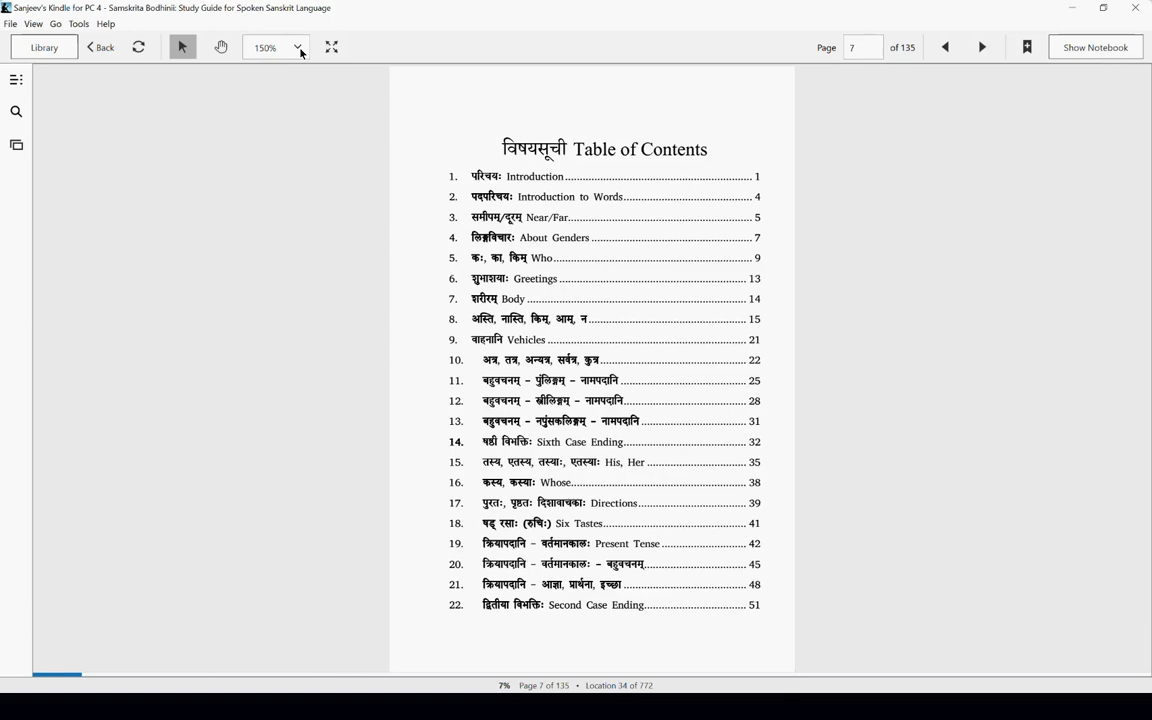 Sanjeev's Kindle for PC 4 - Samskrita Bodhinii: Study Guide for Spoken Sanskrit Language
File View Go Tools Help
Library Back 150% Page 7 of 135 Show Notebook
विषयसूची Table of Contents
1. परिचयः Introduction.......................................................................... 1
2. पदपरिचयः Introduction to Words................................................... 4
3. समीपम्/दूरम् Near/Far......................................................................... 5
4. लिङ्गविचारः About Genders................................................................. 7
5. कः, का, किम् Who.............................................................................. 9
6. शुभाशयाः Greetings......................................................................... 13
7. शरीरम् Body.................................................................................... 14
8. अस्ति, नास्ति, किम्, आम्, न................................................................ 15
9. वाहनानि Vehicles............................................................................. 21
10. अत्र, तत्र, अन्यत्र, सर्वत्र, कुत्र............................................................ 22
11. बहुवचनम् – पुंलिङ्गम् – नामपदानि.................................................... 25
12. बहुवचनम् – स्त्रीलिङ्गम् – नामपदानि................................................... 28
13. बहुवचनम् – नपुंसकलिङ्गम् – नामपदानि............................................. 31
14. षष्ठी विभक्तिः Sixth Case Ending................................................... 32
15. तस्य, एतस्य, तस्याः, एतस्याः His, Her............................................ 35
16. कस्य, कस्याः Whose........................................................................ 38
17. पुरतः, पृष्ठतः दिशावाचकाः Directions............................................... 39
18. षड् रसाः (रुचिः) Six Tastes............................................................ 41
19. क्रियापदानि – वर्तमानकालः Present Tense....................................... 42
20. क्रियापदानि – वर्तमानकालः – बहुवचनम्............................................ 45
21. क्रियापदानि – आज्ञा, प्रार्थना, इच्छा................................................... 48
22. द्वितीया विभक्तिः Second Case Ending............................................ 51
7% Page 7 of 135 • Location 34 of 772